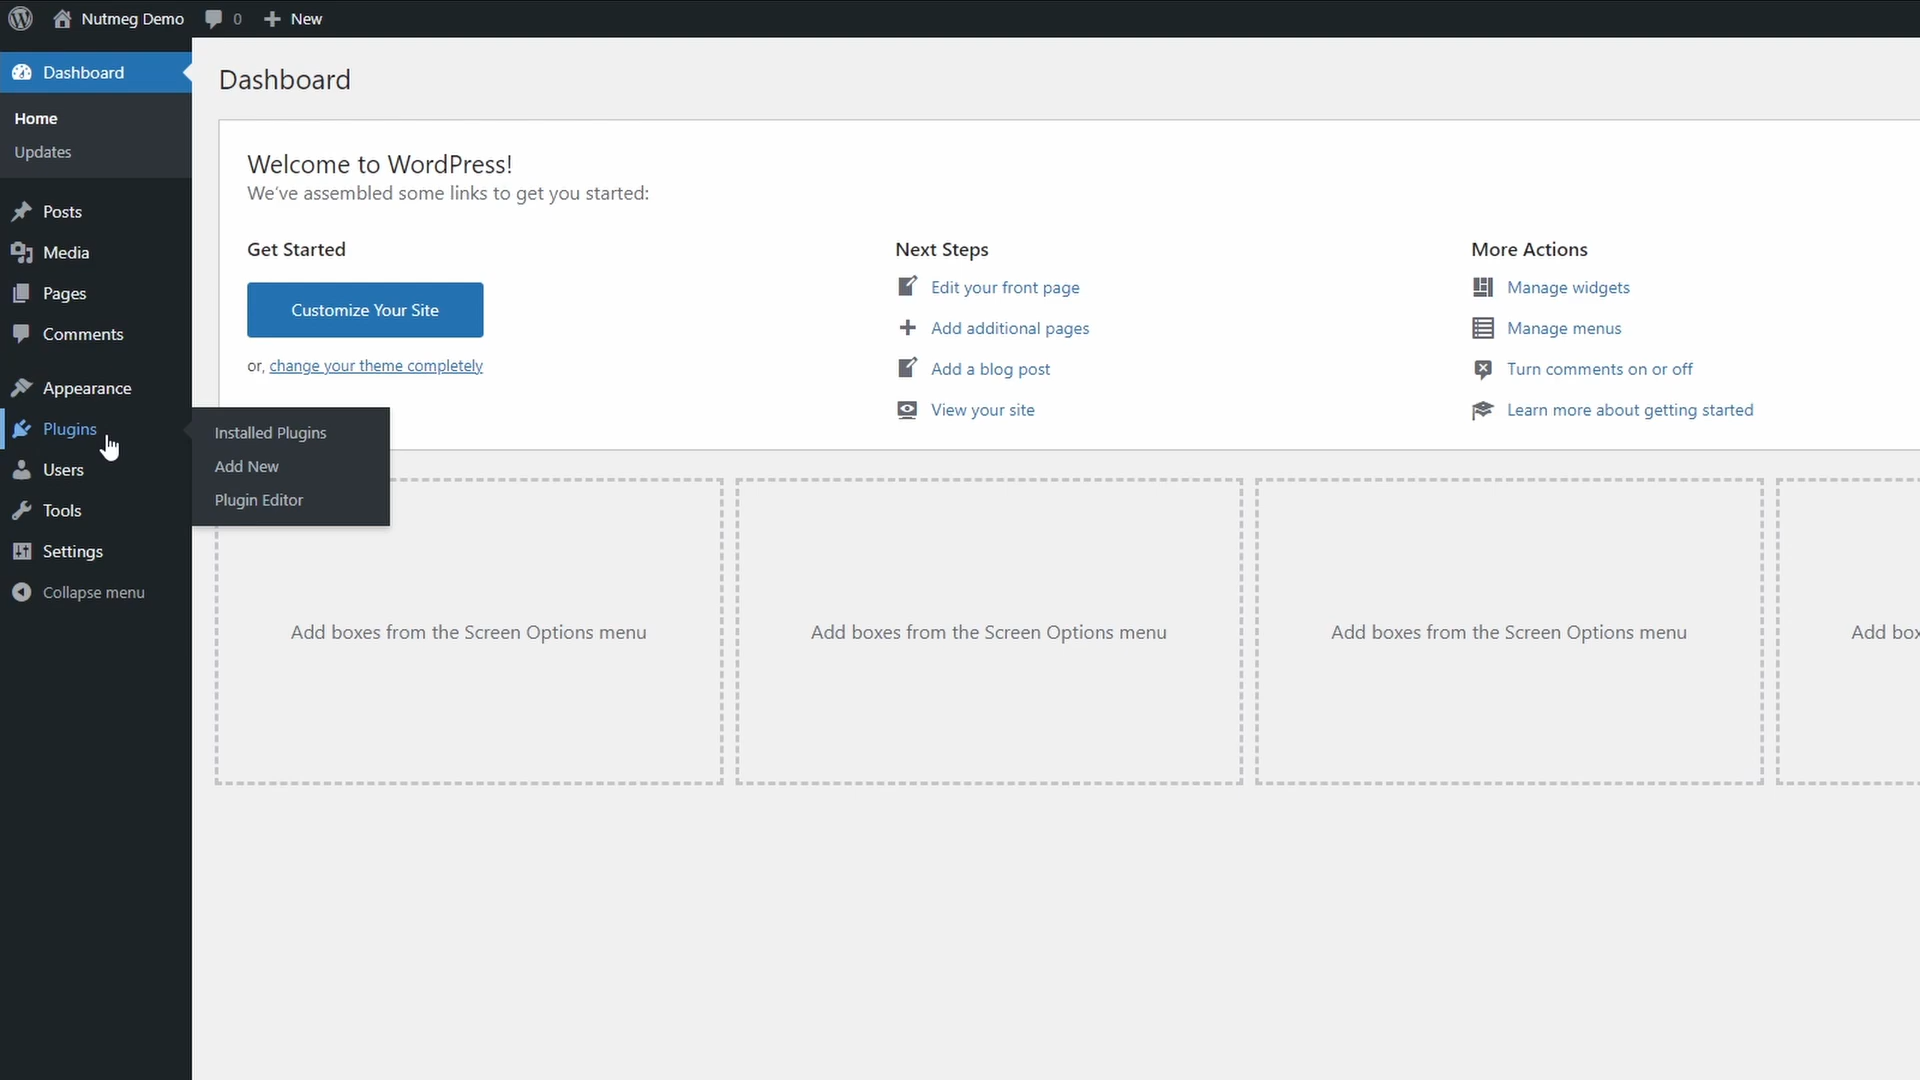 Nutmeg Demo 0 New
Dashboard
Home
Updates
Posts
Media
Pages
Comments
Appearance
Plugins
Users
Tools
Settings
Collapse menu
Installed Plugins
Add New
Plugin Editor
Dashboard
Welcome to WordPress!
We've assembled some links to get you started:
Get Started
Customize Your Site
or, change your theme completely
Next Steps
Edit your front page
Add additional pages
Add a blog post
View your site
More Actions
Manage widgets
Manage menus
Turn comments on or off
Learn more about getting started
Add boxes from the Screen Options menu
Add boxes from the Screen Options menu
Add boxes from the Screen Options menu
Add box